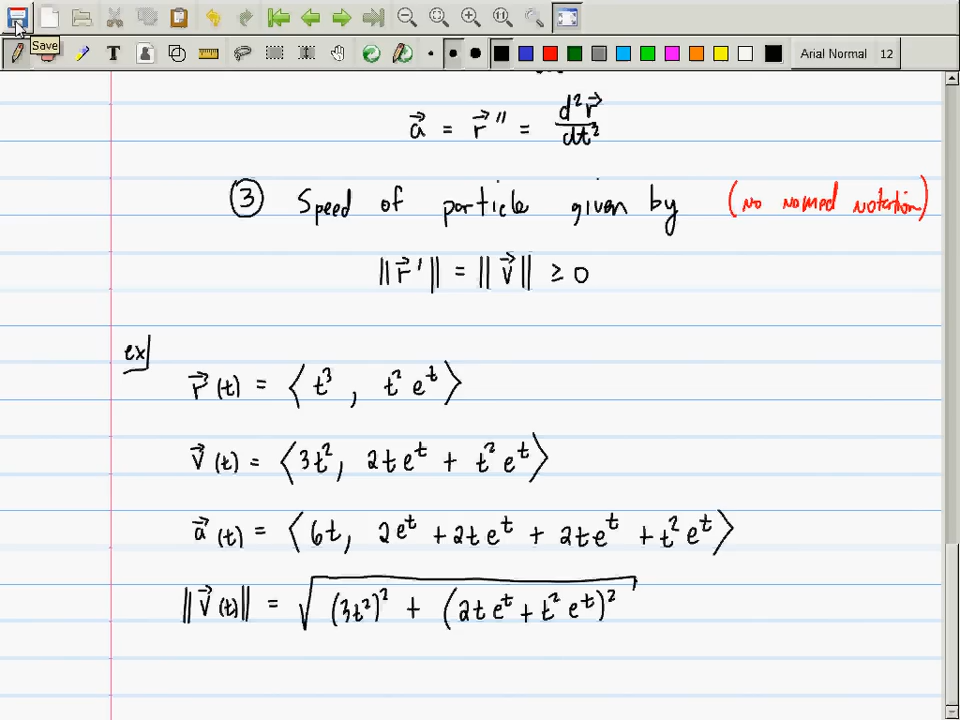 Save
T
Arial Normal 12
a⃗ = r⃗ '' = d²r⃗/dt²
③ Speed of particle given by (no named notation)
‖r⃗ '‖ = ‖v⃗‖ ≥ 0
ex
r⃗(t) = ⟨t³, t²eᵗ⟩
v⃗(t) = ⟨3t², 2teᵗ + t²eᵗ⟩
a⃗(t) = ⟨6t, 2eᵗ + 2teᵗ + 2teᵗ + t²eᵗ⟩
‖v⃗(t)‖ = √((3t²)² + (2teᵗ + t²eᵗ)²)